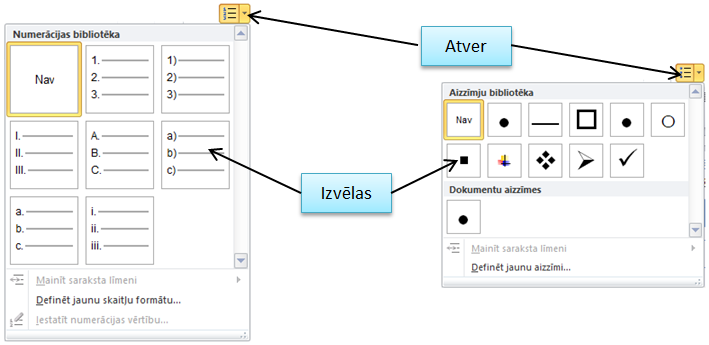 Atver
Numerācijas bibliotēka
Nav
1.
2.
3.
1)
2)
3)
I.
II.
III.
A.
B.
C.
a)
b)
c)
a.
b.
c.
i.
ii.
iii.
Mainīt saraksta līmeni
Definēt jaunu skaitļu formātu...
Iestatīt numerācijas vērtību...
Izvēlas
Aizzīmju bibliotēka
Nav
Dokumentu aizzīmes
Mainīt saraksta līmeni
Definēt jaunu aizzīmi...